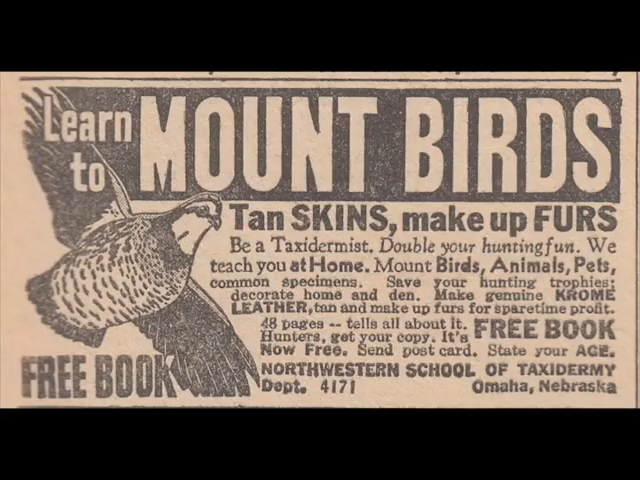 Learn to MOUNT BIRDS
Tan SKINS, make up FURS
Be a Taxidermist. Double your hunting fun. We
teach you at Home. Mount Birds, Animals, Pets,
common specimens. Save your hunting trophies;
decorate home and den. Make genuine KROME
LEATHER, tan and make up furs for sparetime profit.
48 pages -- tells all about it. FREE BOOK
Hunters, get your copy. It's
Now Free. Send post card. State your AGE.
FREE BOOK
NORTHWESTERN SCHOOL OF TAXIDERMY
Dept. 4171 Omaha, Nebraska